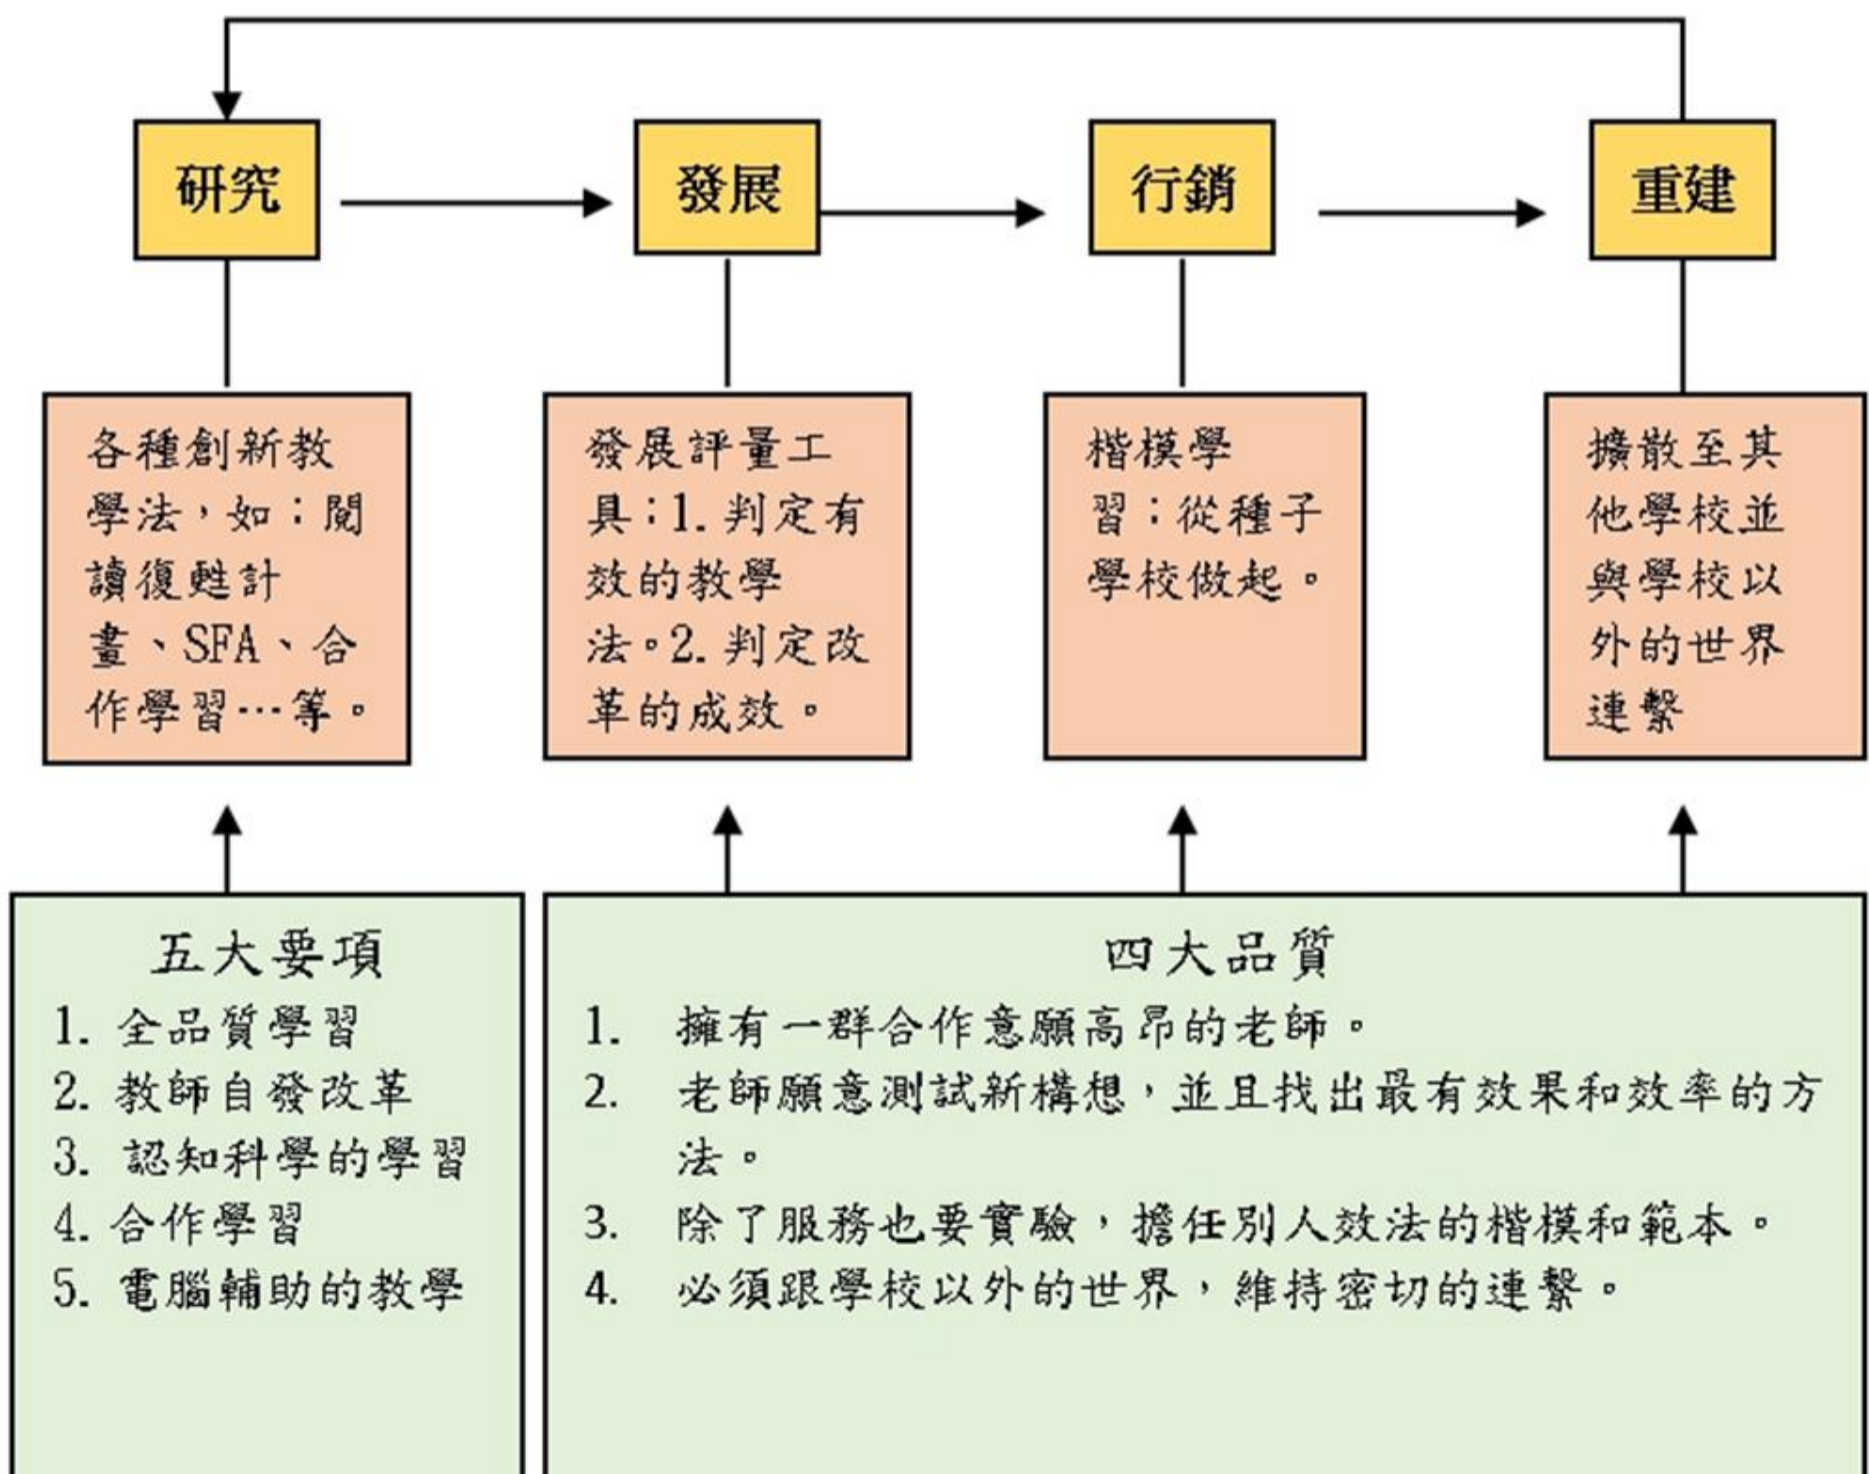 研究
發展
行銷
重建
各種創新教
學法，如：閱
讀復甦計
畫、SFA、合
作學習…等。
發展評量工
具：1. 判定有
效的教學
法。2. 判定改
革的成效。
楷模學
習：從種子
學校做起。
擴散至其
他學校並
與學校以
外的世界
連繫
五大要項
1. 全品質學習
2. 教師自發改革
3. 認知科學的學習
4. 合作學習
5. 電腦輔助的教學
四大品質
1. 擁有一群合作意願高昂的老師。
2. 老師願意測試新構想，並且找出最有效果和效率的方
法。
3. 除了服務也要實驗，擔任別人效法的楷模和範本。
4. 必須跟學校以外的世界，維持密切的連繫。